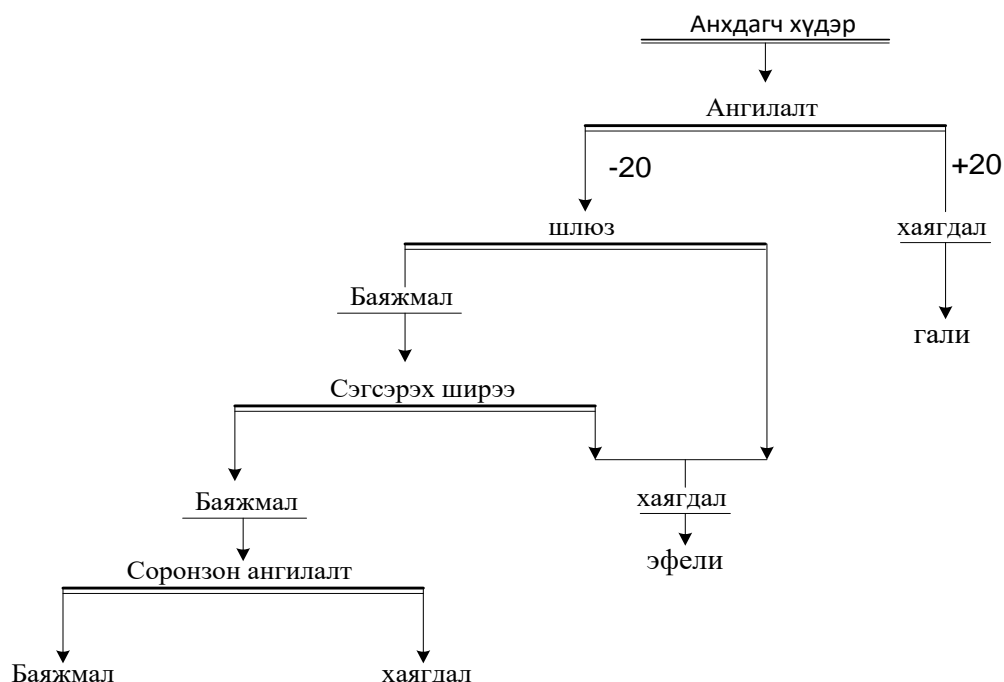 Анхдагч хүдэр
Ангилалт
-20
+20
шлюз
хаягдал
Баяжмал
гали
Сэгсэрэх ширээ
Баяжмал
хаягдал
эфели
Соронзон ангилалт
Баяжмал
хаягдал